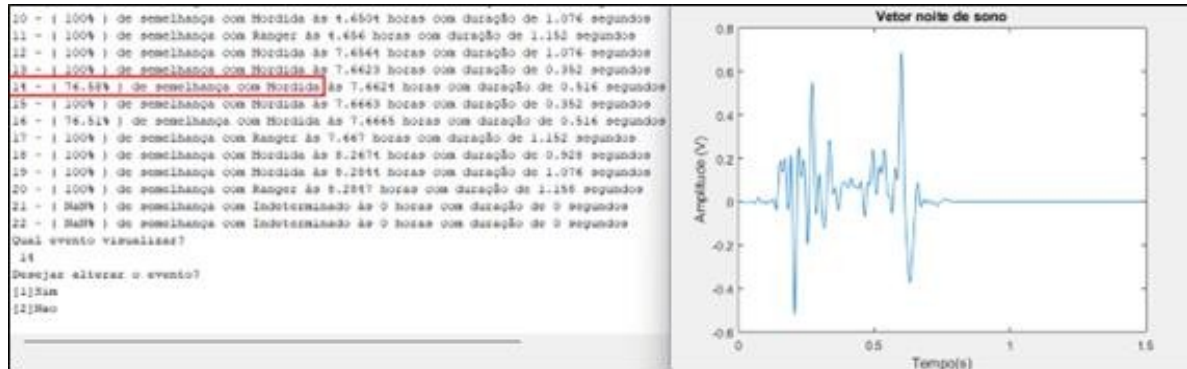 10 - ( 100% ) de semelhança com Mordida às 4.6504 horas com duração de 1.076 segundos
11 - ( 100% ) de semelhança com Ranger às 4.656 horas com duração de 1.152 segundos
12 - ( 100% ) de semelhança com Mordida às 7.6564 horas com duração de 1.076 segundos
13 - ( 100% ) de semelhança com Mordida às 7.6623 horas com duração de 0.352 segundos
14 - ( 76.58% ) de semelhança com Mordida às 7.6624 horas com duração de 0.516 segundos
15 - ( 100% ) de semelhança com Mordida às 7.6663 horas com duração de 0.352 segundos
16 - ( 76.51% ) de semelhança com Mordida às 7.6665 horas com duração de 0.516 segundos
17 - ( 100% ) de semelhança com Ranger às 7.667 horas com duração de 1.152 segundos
18 - ( 100% ) de semelhança com Mordida às 8.2674 horas com duração de 0.928 segundos
19 - ( 100% ) de semelhança com Mordida às 8.2844 horas com duração de 1.076 segundos
20 - ( 100% ) de semelhança com Ranger às 8.2847 horas com duração de 1.158 segundos
21 - ( NaN% ) de semelhança com Indeterminado às 0 horas com duração de 0 segundos
22 - ( NaN% ) de semelhança com Indeterminado às 0 horas com duração de 0 segundos
Qual evento visualizar?
14
Desejar alterar o evento?
[1]Sim
[2]Nao
Vetor noite de sono
0.8
0.6
0.4
0.2
0
-0.2
-0.4
-0.6
Amplitude (V)
0
0.5
1
1.5
Tempo(s)